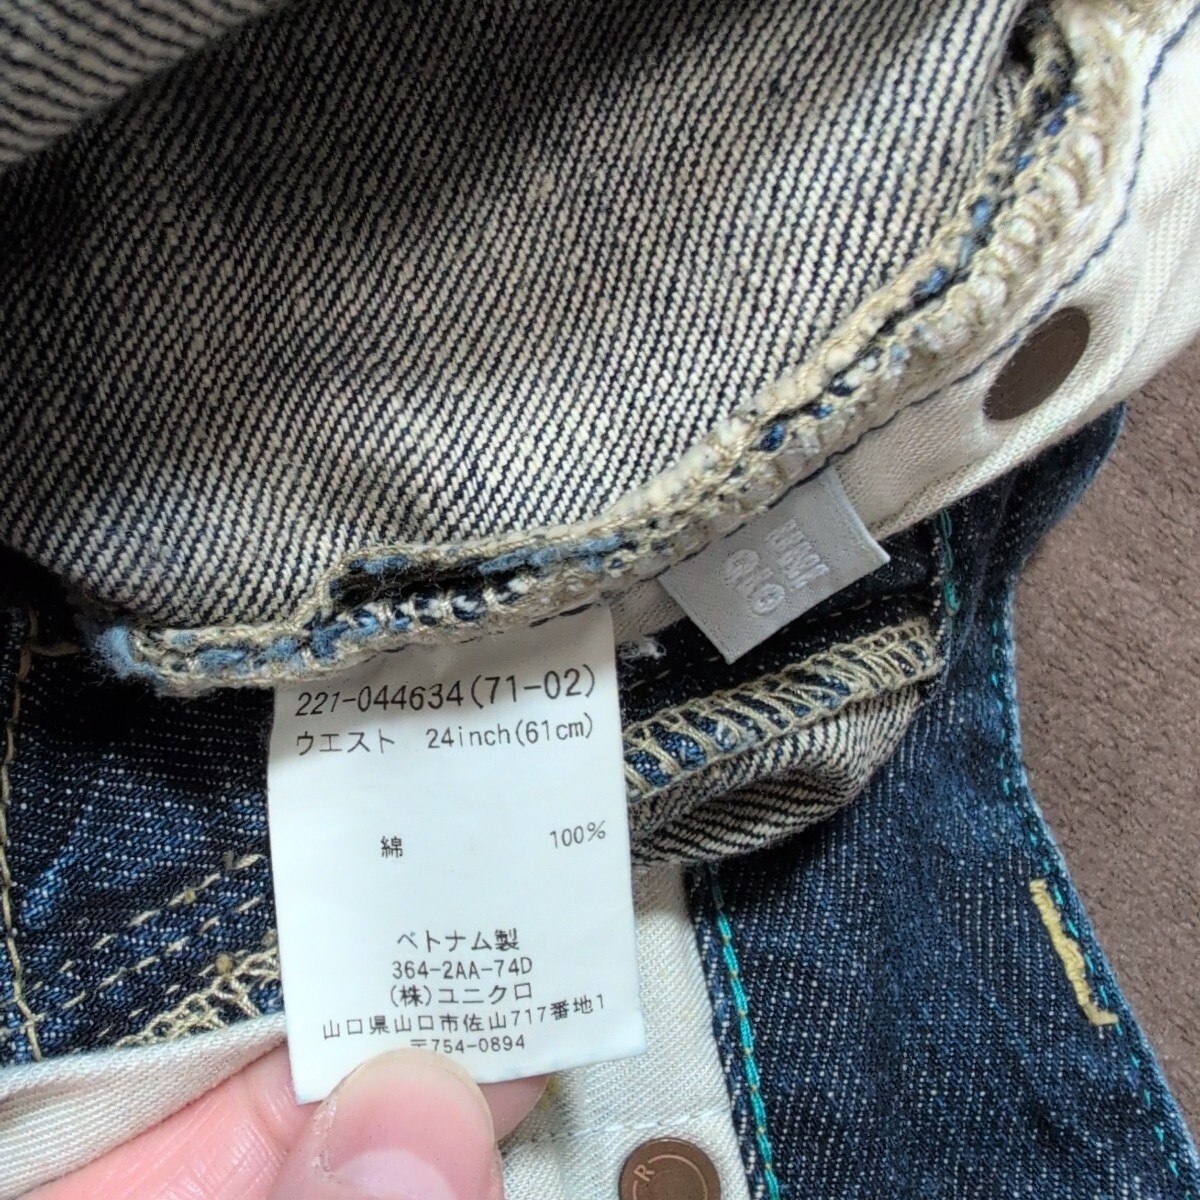 UNI
QLO
221-044634(71-02)
ウエスト 24inch(61cm)
綿 100%
ベトナム製
364-2AA-74D
(株)ユニクロ
山口県山口市佐山717番地1
〒754-0894
R